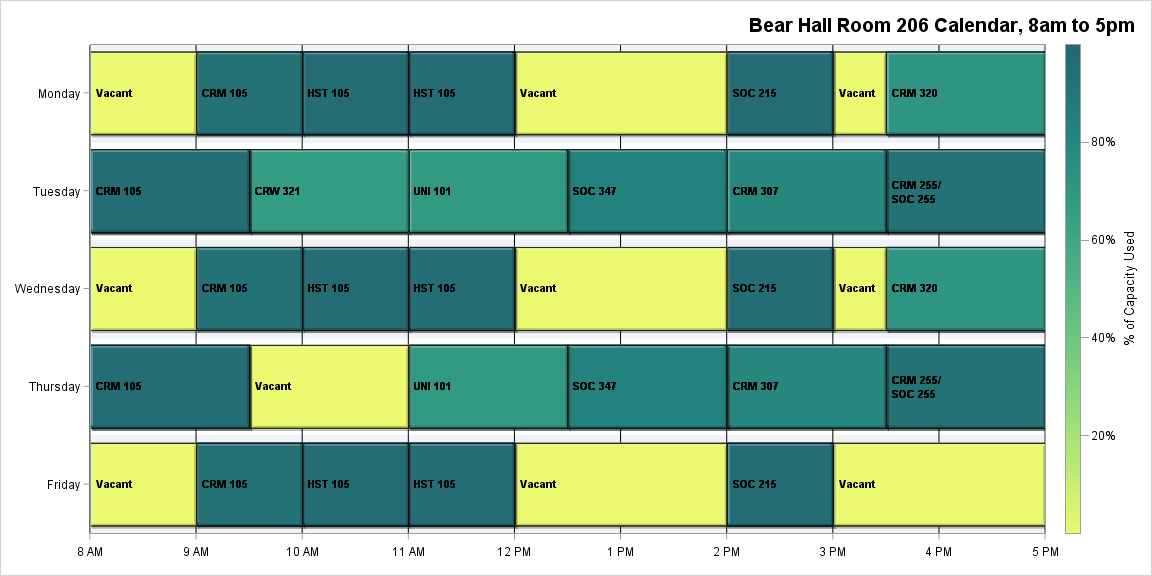 Bear Hall Room 206 Calendar, 8am to 5pm
Monday
Vacant
CRM 105
HST 105
HST 105
Vacant
SOC 215
Vacant
CRM 320
Tuesday
CRM 105
CRW 321
UNI 101
SOC 347
CRM 307
CRM 255/
SOC 255
Wednesday
Vacant
CRM 105
HST 105
HST 105
Vacant
SOC 215
Vacant
CRM 320
Thursday
CRM 105
Vacant
UNI 101
SOC 347
CRM 307
CRM 255/
SOC 255
Friday
Vacant
CRM 105
HST 105
HST 105
Vacant
SOC 215
Vacant
8 AM
9 AM
10 AM
11 AM
12 PM
1 PM
2 PM
3 PM
4 PM
5 PM
80%
60%
40%
20%
% of Capacity Used